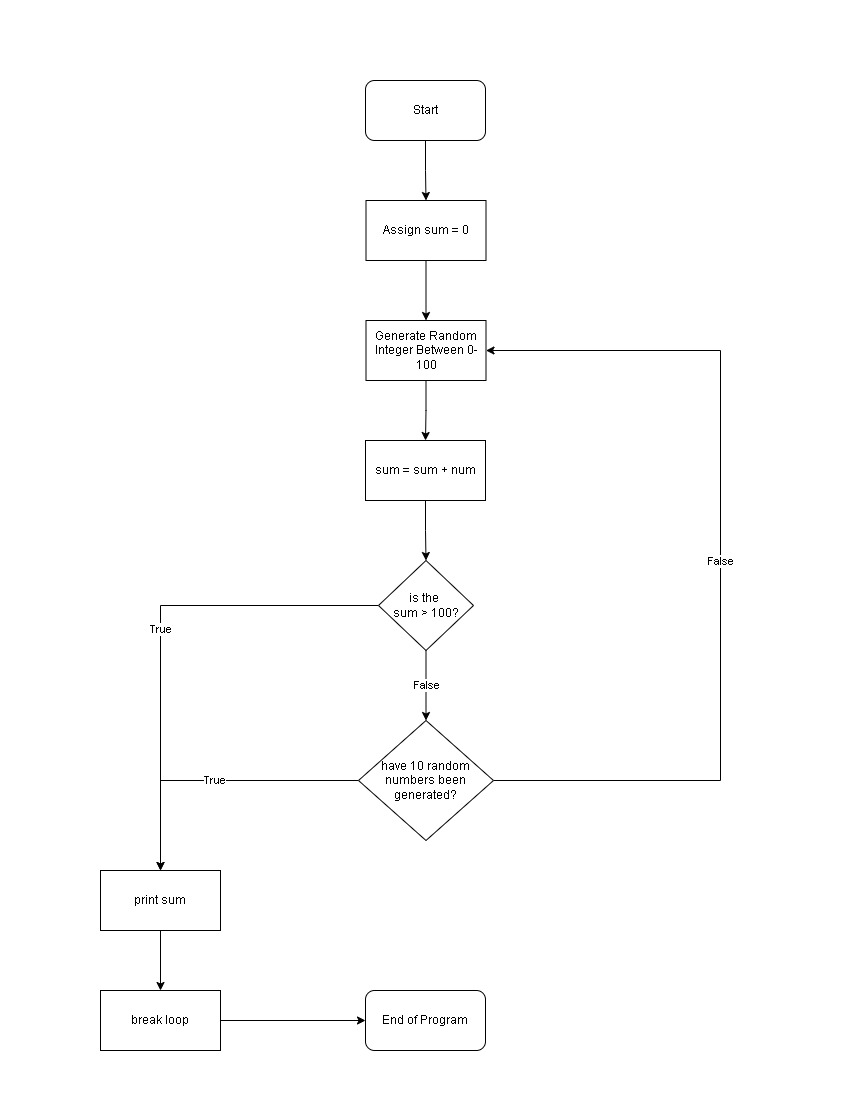 Start
Assign sum = 0
Generate Random
Integer Between 0-
100
sum = sum + num
False
is the
sum > 100?
True
False
have 10 random
numbers been
generated?
True
print sum
break loop
End of Program